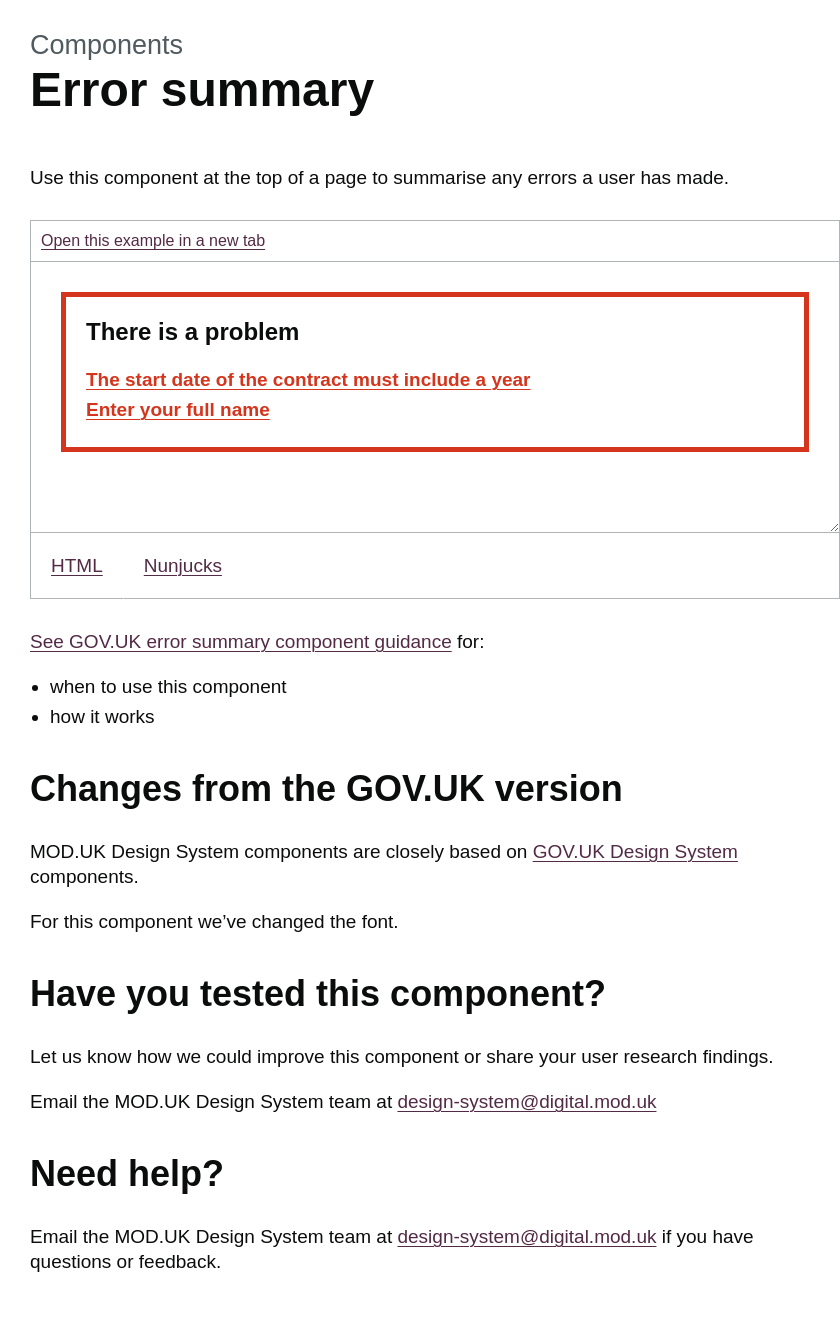 Components
Error summary
Use this component at the top of a page to summarise any errors a user has made.
Open this example in a new tab
There is a problem
The start date of the contract must include a year
Enter your full name
HTML Nunjucks
See GOV.UK error summary component guidance for:
• when to use this component
• how it works
Changes from the GOV.UK version
MOD.UK Design System components are closely based on GOV.UK Design System
components.
For this component we’ve changed the font.
Have you tested this component?
Let us know how we could improve this component or share your user research findings.
Email the MOD.UK Design System team at design-system@digital.mod.uk
Need help?
Email the MOD.UK Design System team at design-system@digital.mod.uk if you have
questions or feedback.